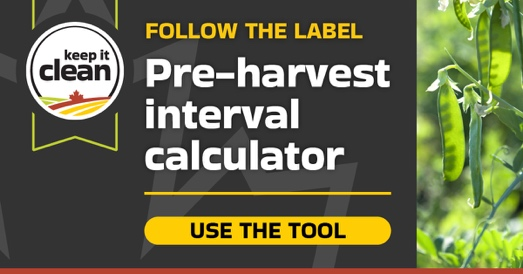 keep it
clean
FOLLOW THE LABEL
Pre-harvest
interval
calculator
USE THE TOOL